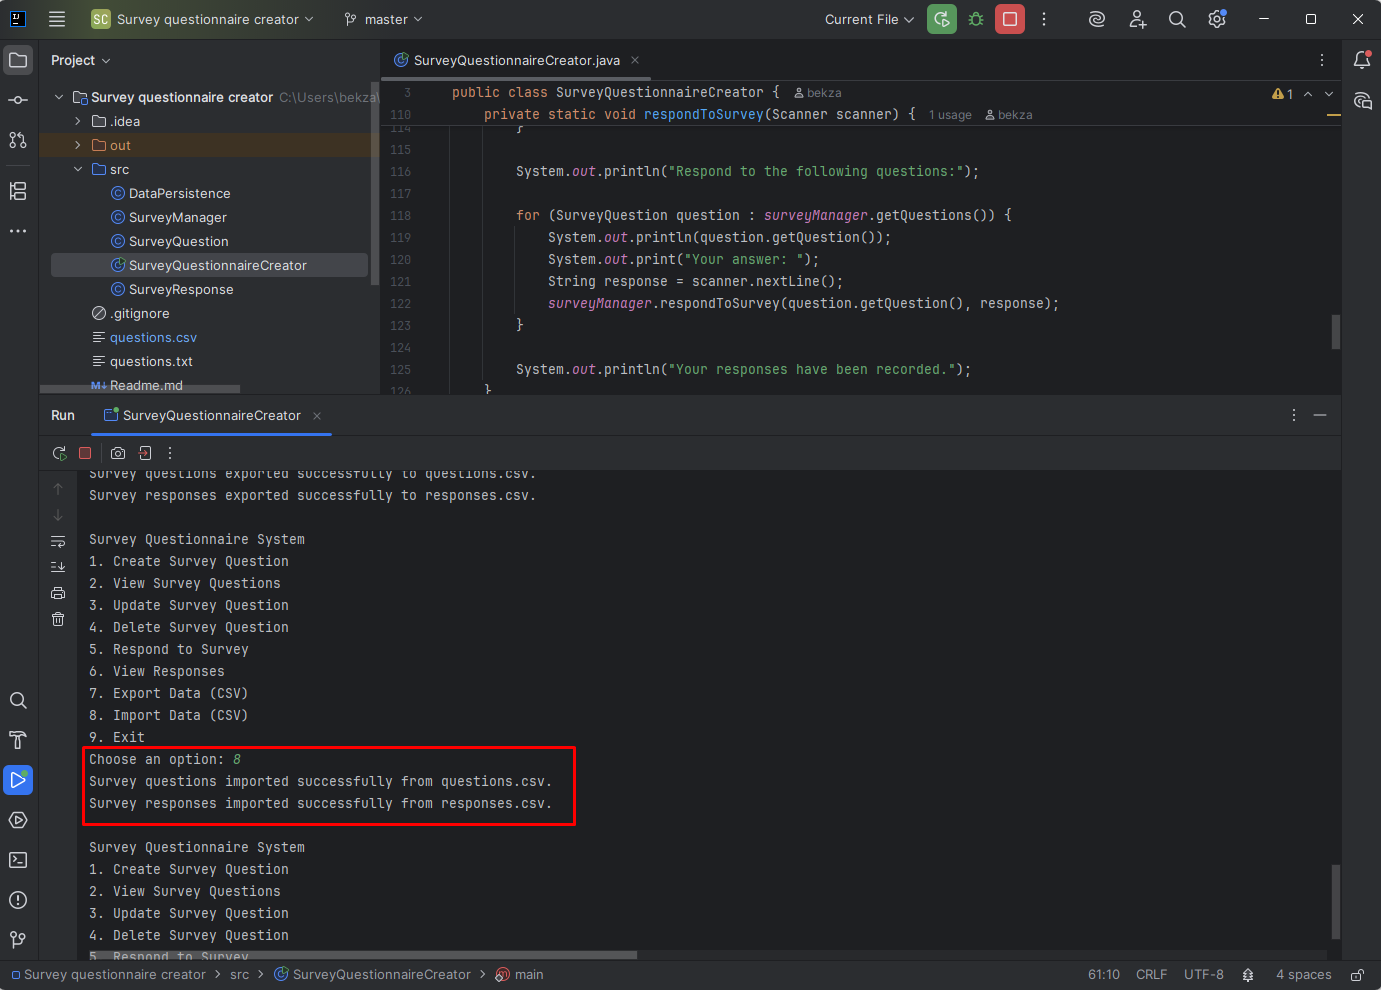 SC Survey questionnaire creator master Current File
Project
Survey questionnaire creator C:\Users\bekza\
.idea
out
src
DataPersistence
SurveyManager
SurveyQuestion
SurveyQuestionnaireCreator
SurveyResponse
.gitignore
questions.csv
questions.txt
M↓ Readme.md
SurveyQuestionnaireCreator.java
3 public class SurveyQuestionnaireCreator { bekza
1
110 private static void respondToSurvey(Scanner scanner) { 1 usage bekza
114 }
115
116 System.out.println("Respond to the following questions:");
117
118 for (SurveyQuestion question : surveyManager.getQuestions()) {
119 System.out.println(question.getQuestion());
120 System.out.print("Your answer: ");
121 String response = scanner.nextLine();
122 surveyManager.respondToSurvey(question.getQuestion(), response);
123 }
124
125 System.out.println("Your responses have been recorded.");
126 }
Run SurveyQuestionnaireCreator
Survey questions exported successfully to questions.csv.
Survey responses exported successfully to responses.csv.
Survey Questionnaire System
1. Create Survey Question
2. View Survey Questions
3. Update Survey Question
4. Delete Survey Question
5. Respond to Survey
6. View Responses
7. Export Data (CSV)
8. Import Data (CSV)
9. Exit
Choose an option: 8
Survey questions imported successfully from questions.csv.
Survey responses imported successfully from responses.csv.
Survey Questionnaire System
1. Create Survey Question
2. View Survey Questions
3. Update Survey Question
4. Delete Survey Question
5. Respond to Survey
Survey questionnaire creator > src > SurveyQuestionnaireCreator > main 61:10 CRLF UTF-8 4 spaces